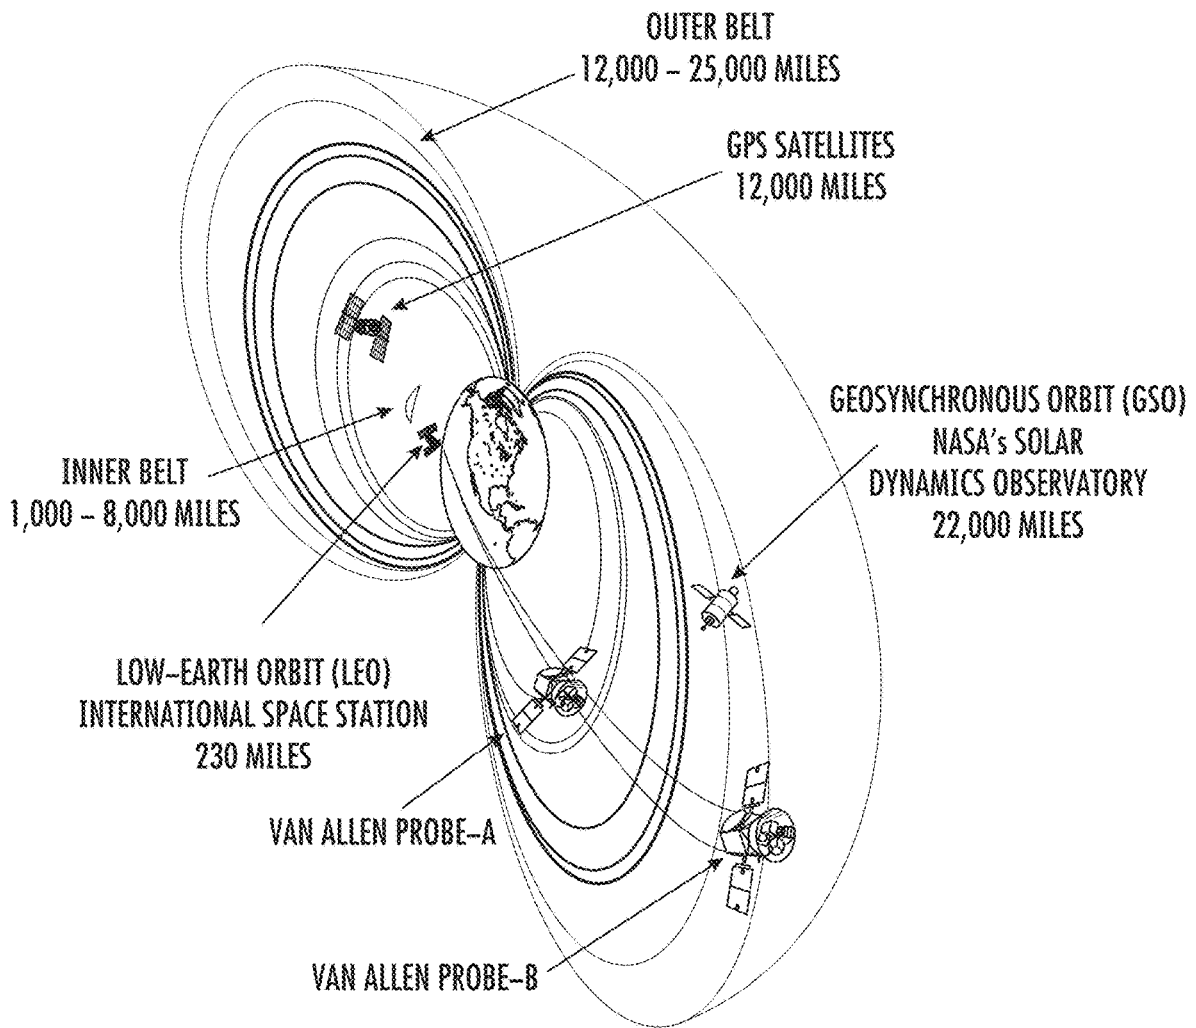 OUTER BELT
12,000 – 25,000 MILES
GPS SATELLITES
12,000 MILES
GEOSYNCHRONOUS ORBIT (GSO)
NASA's SOLAR
DYNAMICS OBSERVATORY
22,000 MILES
INNER BELT
1,000 – 8,000 MILES
LOW–EARTH ORBIT (LEO)
INTERNATIONAL SPACE STATION
230 MILES
VAN ALLEN PROBE–A
VAN ALLEN PROBE–B